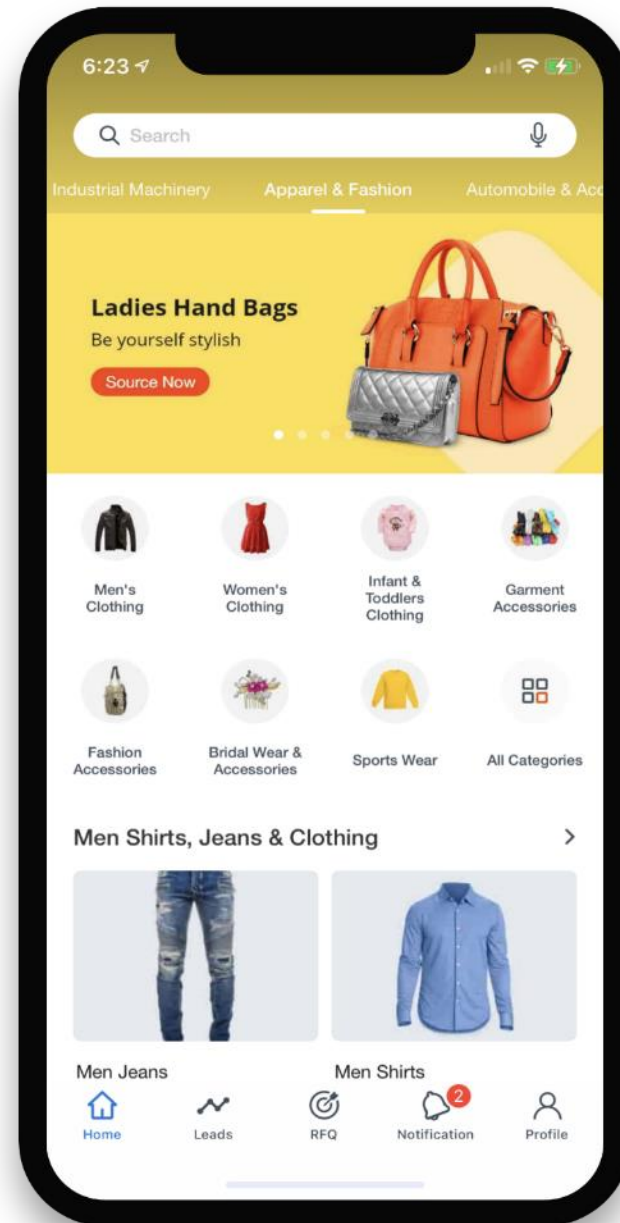 6:23
Search
Industrial Machinery Apparel & Fashion Automobile & Acc
Ladies Hand Bags
Be yourself stylish
Source Now
Men's
Clothing
Women's
Clothing
Infant &
Toddlers
Clothing
Garment
Accessories
Fashion
Accessories
Bridal Wear &
Accessories
Sports Wear
All Categories
Men Shirts, Jeans & Clothing
Men Jeans
Men Shirts
Home
Leads
RFQ
2
Notification
Profile